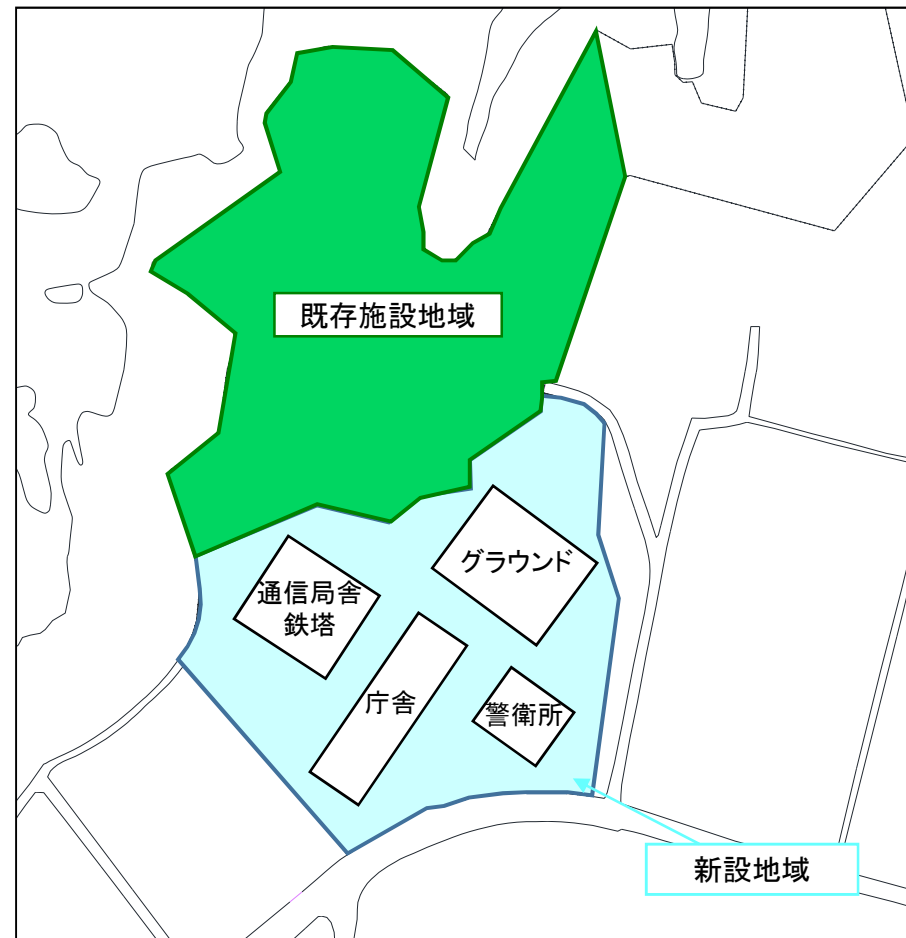 既存施設地域
グラウンド
通信局舎
鉄塔
庁舎
警衛所
新設地域